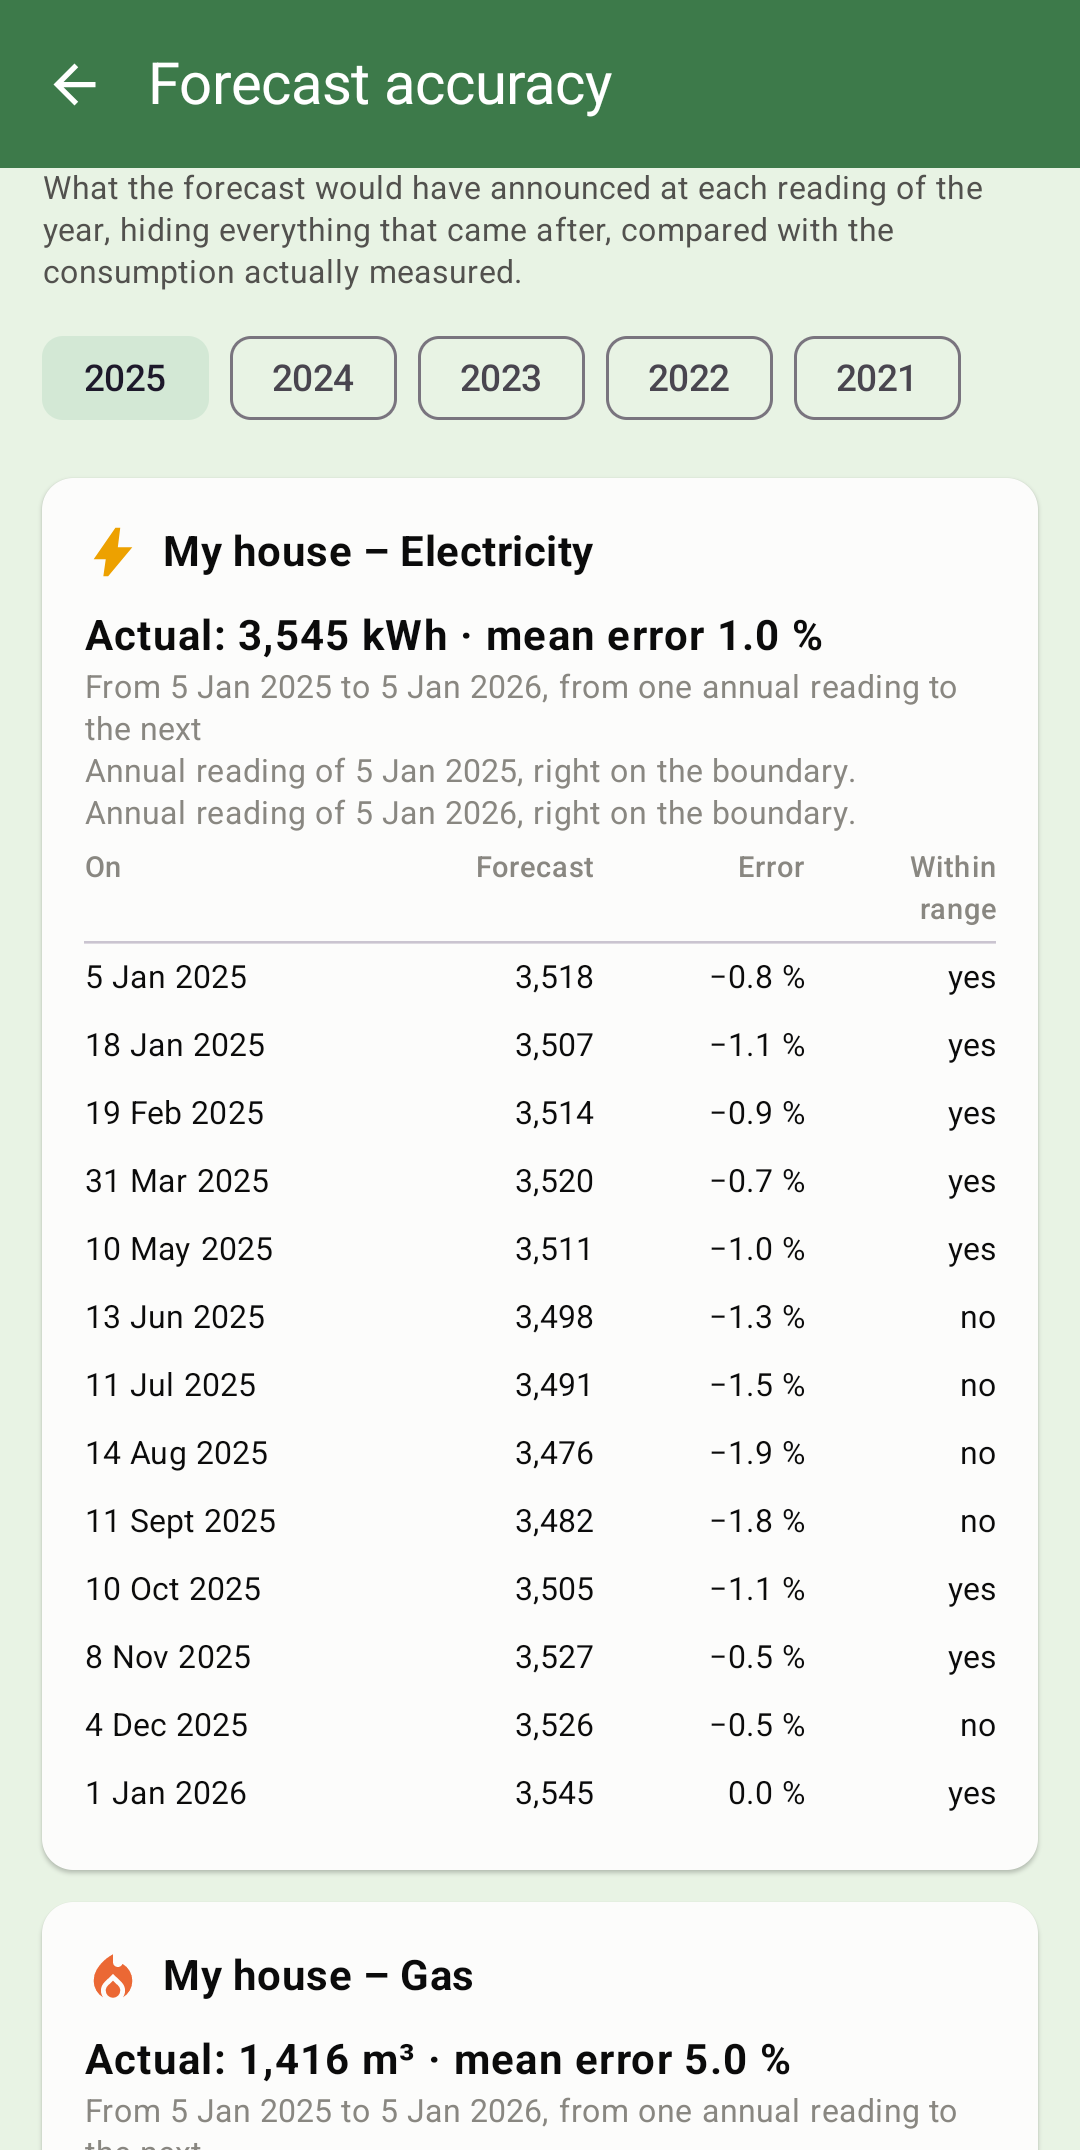 Forecast accuracy
What the forecast would have announced at each reading of the
year, hiding everything that came after, compared with the
consumption actually measured.
2025 2024 2023 2022 2021
My house – Electricity
Actual: 3,545 kWh · mean error 1.0 %
From 5 Jan 2025 to 5 Jan 2026, from one annual reading to
the next
Annual reading of 5 Jan 2025, right on the boundary.
Annual reading of 5 Jan 2026, right on the boundary.
On Forecast Error Within
range
5 Jan 2025 3,518 −0.8 % yes
18 Jan 2025 3,507 −1.1 % yes
19 Feb 2025 3,514 −0.9 % yes
31 Mar 2025 3,520 −0.7 % yes
10 May 2025 3,511 −1.0 % yes
13 Jun 2025 3,498 −1.3 % no
11 Jul 2025 3,491 −1.5 % no
14 Aug 2025 3,476 −1.9 % no
11 Sept 2025 3,482 −1.8 % no
10 Oct 2025 3,505 −1.1 % yes
8 Nov 2025 3,527 −0.5 % yes
4 Dec 2025 3,526 −0.5 % no
1 Jan 2026 3,545 0.0 % yes
My house – Gas
Actual: 1,416 m³ · mean error 5.0 %
From 5 Jan 2025 to 5 Jan 2026, from one annual reading to
the next